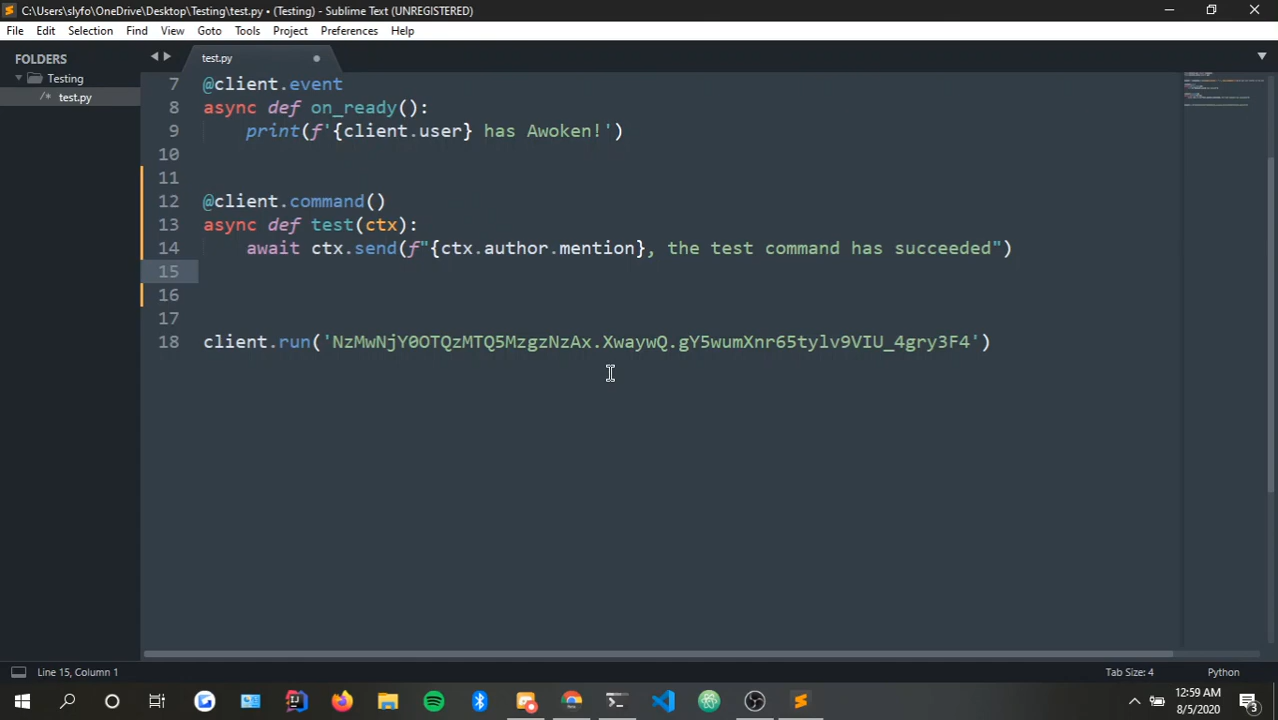 C:\Users\slyfo\OneDrive\Desktop\Testing\test.py • (Testing) - Sublime Text (UNREGISTERED)
File Edit Selection Find View Goto Tools Project Preferences Help
FOLDERS
Testing
/* test.py
test.py
7 @client.event
8 async def on_ready():
9     print(f'{client.user} has Awoken!')
10
11
12 @client.command()
13 async def test(ctx):
14     await ctx.send(f"{ctx.author.mention}, the test command has succeeded")
15
16
17
18 client.run('NzMwNjY0OTQzMTQ5MzgzNzAx.XwaywQ.gY5wumXnr65tylv9VIU_4gry3F4')
Line 15, Column 1
Tab Size: 4
Python
12:59 AM
8/5/2020
3